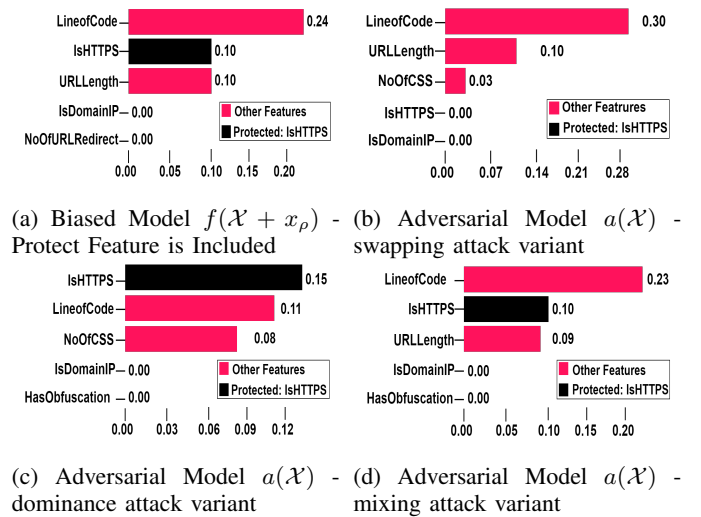 LineofCode
0.24
IsHTTPS
0.10
URLLength
0.10
IsDomainIP
0.00
NoOfURLRedirect
0.00
Other Features
Protected: IsHTTPS
0.00 0.05 0.10 0.15 0.20
(a) Biased Model f(𝒳 + xρ) -
Protect Feature is Included
LineofCode
0.30
URLLength
0.10
NoOfCSS
0.03
IsHTTPS
0.00
IsDomainIP
0.00
Other Featrures
Protected: IsHTTPS
0.00 0.07 0.14 0.21 0.28
(b) Adversarial Model a(𝒳) -
swapping attack variant
IsHTTPS
0.15
LineofCode
0.11
NoOfCSS
0.08
IsDomainIP
0.00
HasObfuscation
0.00
Other Features
Protected: IsHTTPS
0.00 0.03 0.06 0.09 0.12
(c) Adversarial Model a(𝒳) -
dominance attack variant
LineofCode
0.23
IsHTTPS
0.10
URLLength
0.09
IsDomainIP
0.00
HasObfuscation
0.00
Other Features
Protected: IsHTTPS
0.00 0.05 0.10 0.20
(d) Adversarial Model a(𝒳) -
mixing attack variant